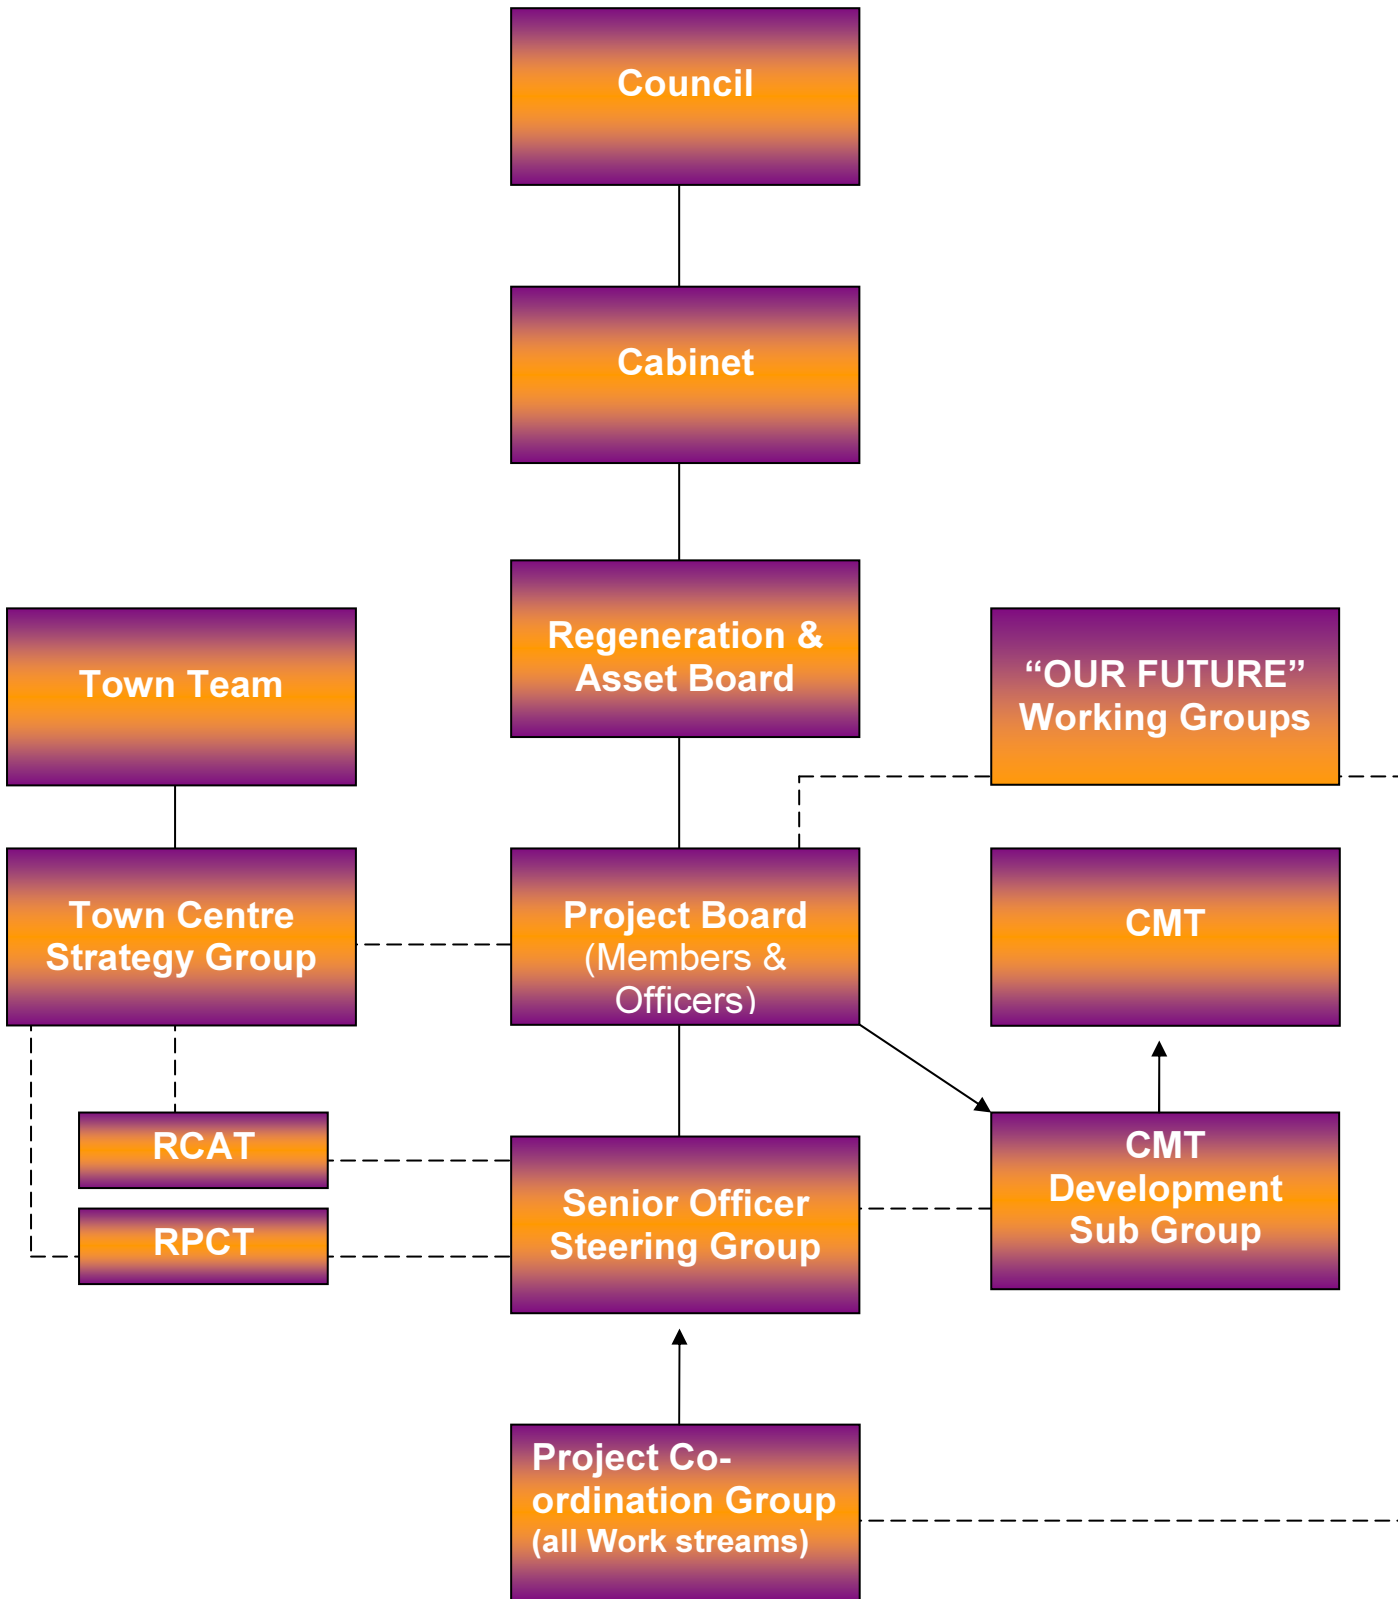 Council
Cabinet
Regeneration &
Asset Board
Town Team
“OUR FUTURE”
Working Groups
Town Centre
Strategy Group
Project Board
(Members &
Officers)
CMT
RCAT
RPCT
Senior Officer
Steering Group
CMT
Development
Sub Group
Project Co-
ordination Group
(all Work streams)